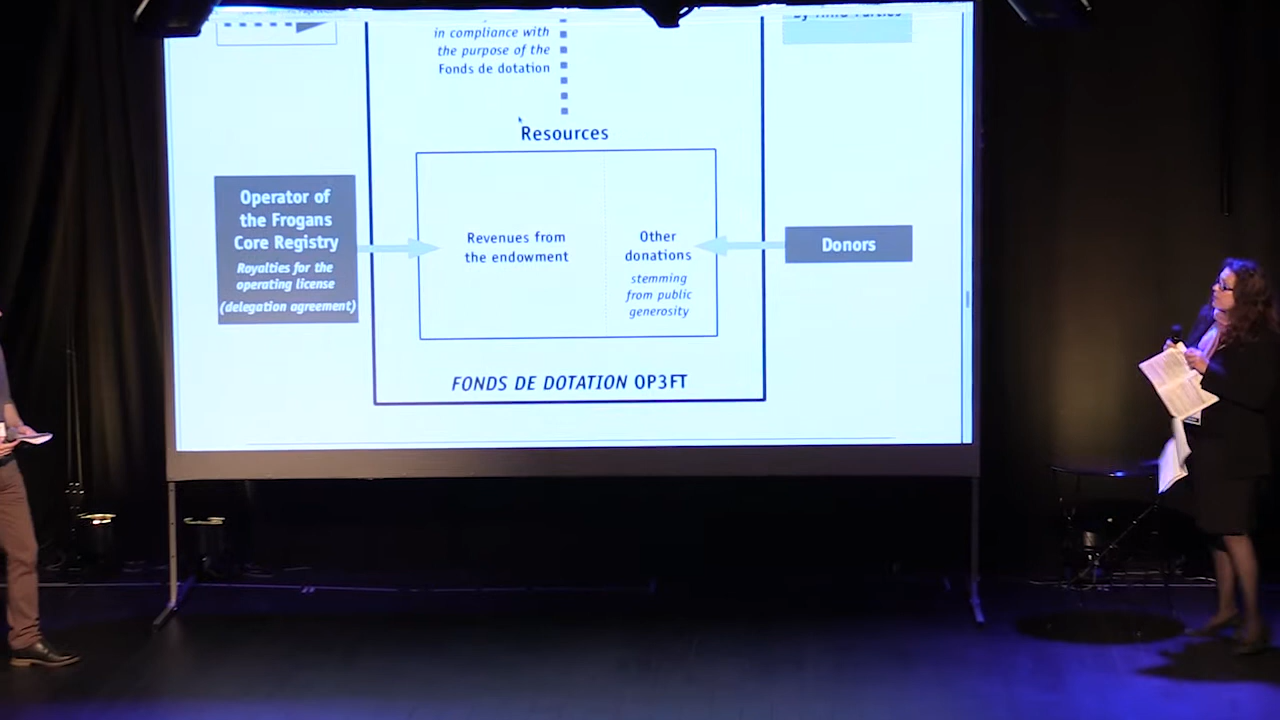 in compliance with
the purpose of the
Fonds de dotation
Resources
Operator of
the Frogans
Core Registry
Royalties for the
operating license
(delegation agreement)
Revenues from
the endowment
Other
donations
stemming
from public
generosity
Donors
FONDS DE DOTATION OP3FT